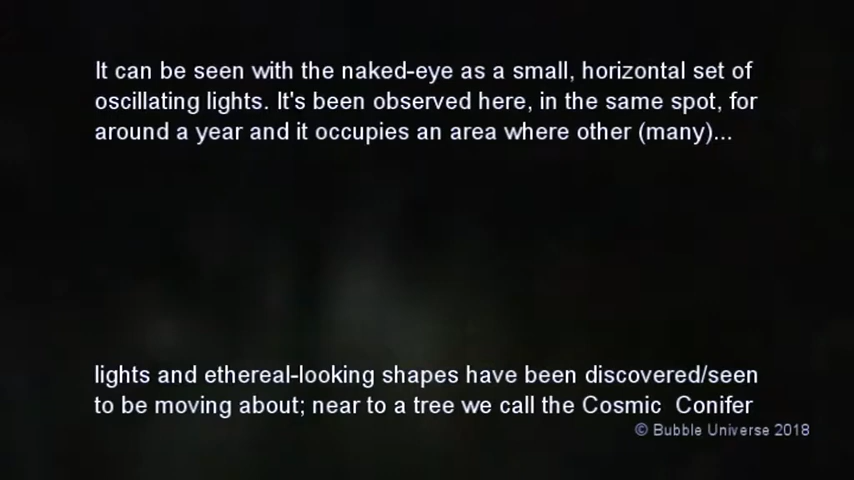 It can be seen with the naked-eye as a small, horizontal set of
oscillating lights. It's been observed here, in the same spot, for
around a year and it occupies an area where other (many)...
lights and ethereal-looking shapes have been discovered/seen
to be moving about; near to a tree we call the Cosmic  Conifer
© Bubble Universe 2018